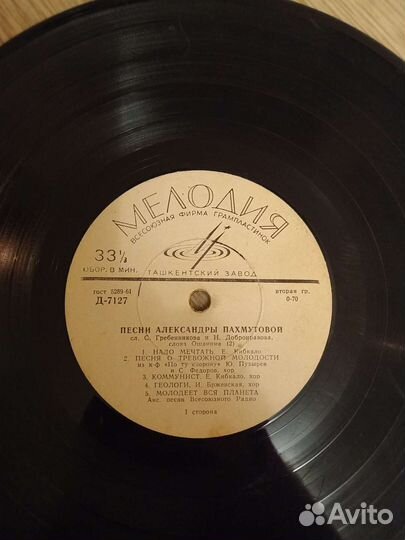 МЕЛОДИЯ
ВСЕСОЮЗНАЯ ФИРМА ГРАМПЛАСТИНОК
33⅓
ОБОР. В МИН.
ТАШКЕНТСКИЙ ЗАВОД
гост 5289-61
Д-7127
вторая гр.
0-70
ПЕСНИ АЛЕКСАНДРЫ ПАХМУТОВОЙ
сл. С. Гребенникова и Н. Добронравова,
слова Ошанина (2)
1. НАДО МЕЧТАТЬ, Е. Кибкало
2. ПЕСНЯ О ТРЕВОЖНОЙ МОЛОДОСТИ
из к-ф «По ту сторону» Ю. Пузырев
и С. Федоров, хор
3. КОММУНИСТ, Е. Кибкало, хор
4. ГЕОЛОГИ, И. Бржевская, хор
5. МОЛОДЕЕТ ВСЯ ПЛАНЕТА
Анс. песни Всесоюзного Радио
I сторона
Avito